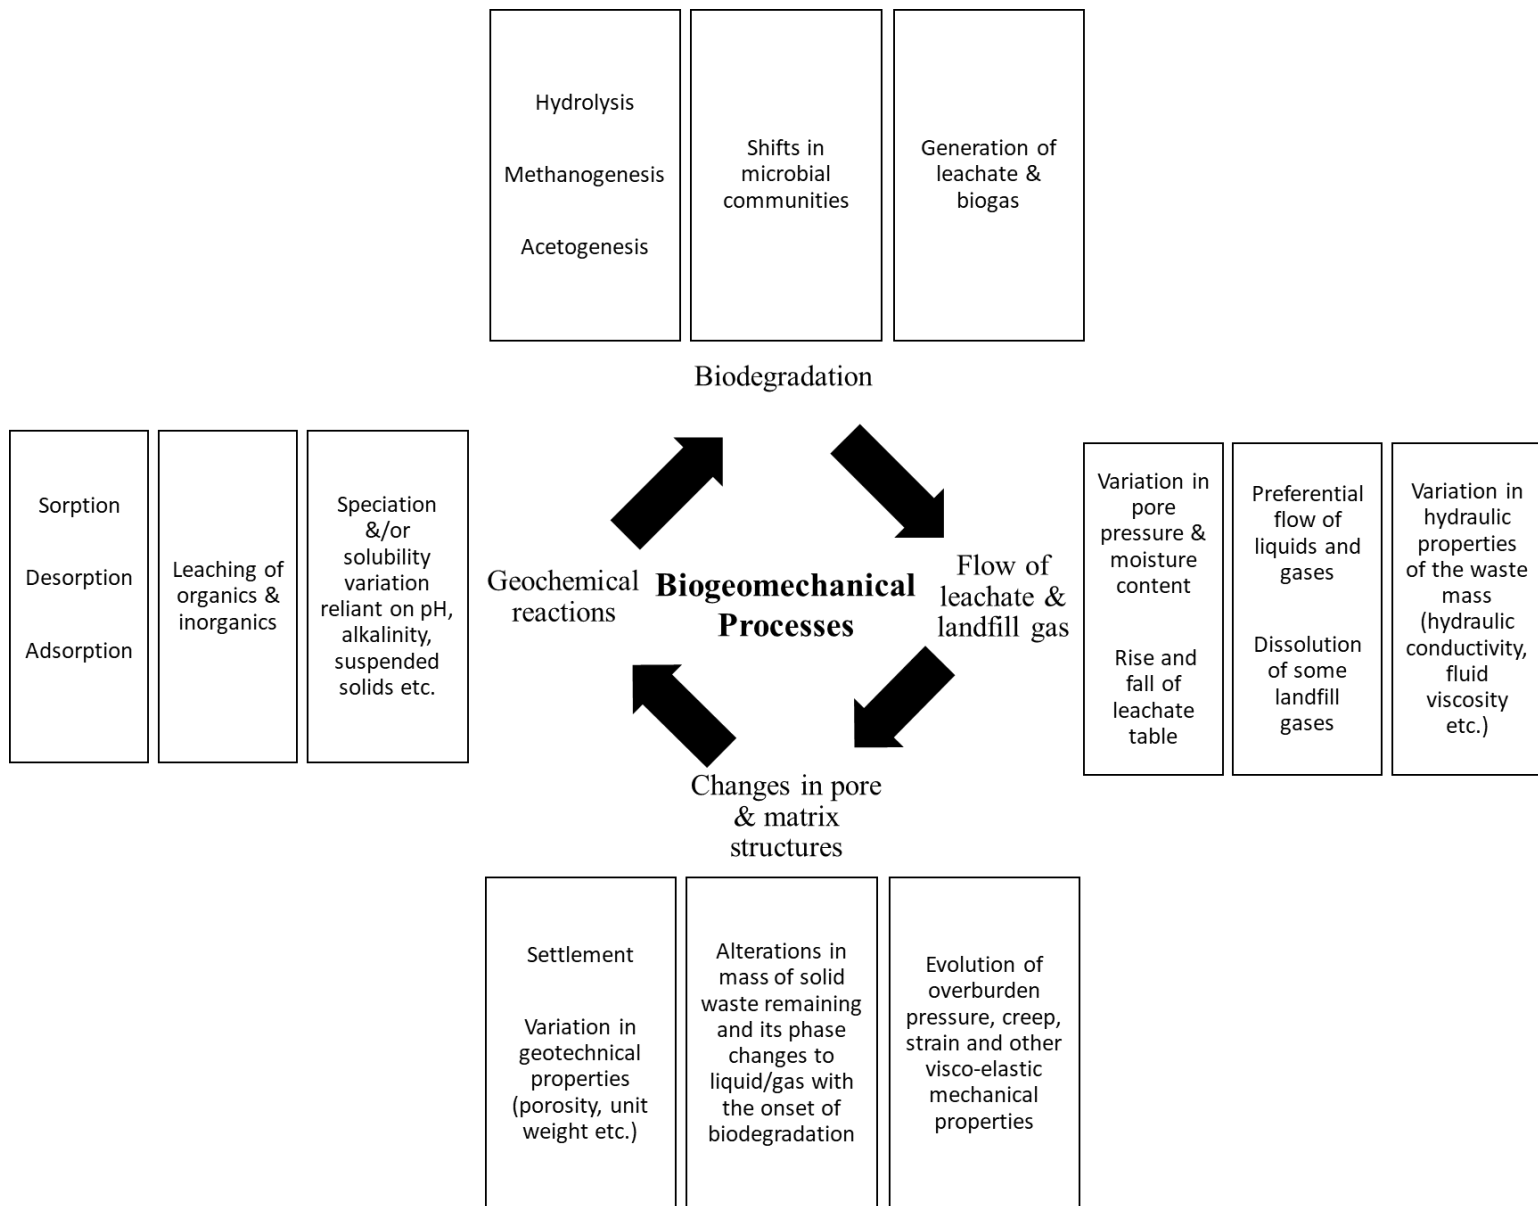 Hydrolysis
Methanogenesis
Acetogenesis
Shifts in
microbial
communities
Generation of
leachate &
biogas
Biodegradation
Sorption
Desorption
Adsorption
Leaching of
organics &
inorganics
Speciation
&/or
solubility
variation
reliant on pH,
alkalinity,
suspended
solids etc.
Geochemical
reactions
Biogeomechanical
Processes
Flow of
leachate &
landfill gas
Variation in
pore
pressure &
moisture
content
Rise and
fall of
leachate
table
Preferential
flow of
liquids and
gases
Dissolution
of some
landfill
gases
Variation in
hydraulic
properties
of the waste
mass
(hydraulic
conductivity,
fluid
viscosity
etc.)
Changes in pore
& matrix
structures
Settlement
Variation in
geotechnical
properties
(porosity, unit
weight etc.)
Alterations in
mass of solid
waste remaining
and its phase
changes to
liquid/gas with
the onset of
biodegradation
Evolution of
overburden
pressure, creep,
strain and other
visco-elastic
mechanical
properties